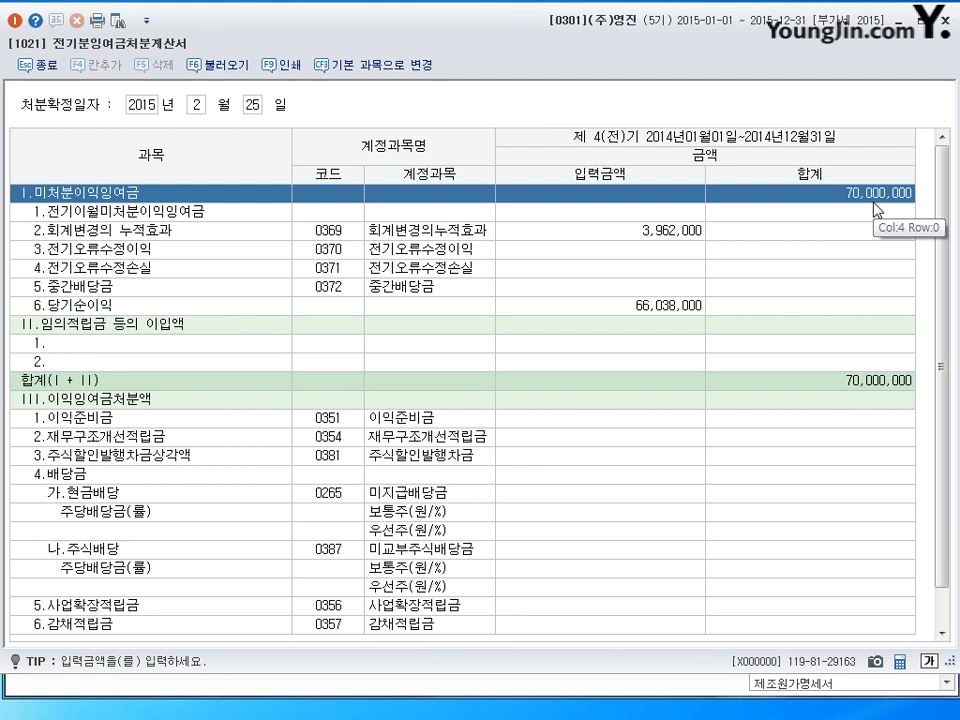 [0301](주)영진 (5기) 2015-01-01 ~ 2015-12-31 [부가세 2015]
YoungJin.com Y.
[1021] 전기분잉여금처분계산서
Esc 종료 F4 칸추가 F5 삭제 F6 불러오기 F9 인쇄 CF3 기본 과목으로 변경
처분확정일자 : 2015 년 2 월 25 일
과목 계정과목명 제 4(전)기 2014년01월01일~2014년12월31일
금액
코드 계정과목 입력금액 합계
I.미처분이익잉여금 70,000,000
1.전기이월미처분이익잉여금
2.회계변경의 누적효과 0369 회계변경의누적효과 3,962,000
Col:4 Row:0
3.전기오류수정이익 0370 전기오류수정이익
4.전기오류수정손실 0371 전기오류수정손실
5.중간배당금 0372 중간배당금
6.당기순이익 66,038,000
II.임의적립금 등의 이입액
1.
2.
합계(I + II) 70,000,000
III.이익잉여금처분액
1.이익준비금 0351 이익준비금
2.재무구조개선적립금 0354 재무구조개선적립금
3.주식할인발행차금상각액 0381 주식할인발행차금
4.배당금
가.현금배당 0265 미지급배당금
주당배당금(률) 보통주(원/%)
우선주(원/%)
나.주식배당 0387 미교부주식배당금
주당배당금(률) 보통주(원/%)
우선주(원/%)
5.사업확장적립금 0356 사업확장적립금
6.감채적립금 0357 감채적립금
TIP : 입력금액을(를) 입력하세요. [X000000] 119-81-29163 가
제조원가명세서